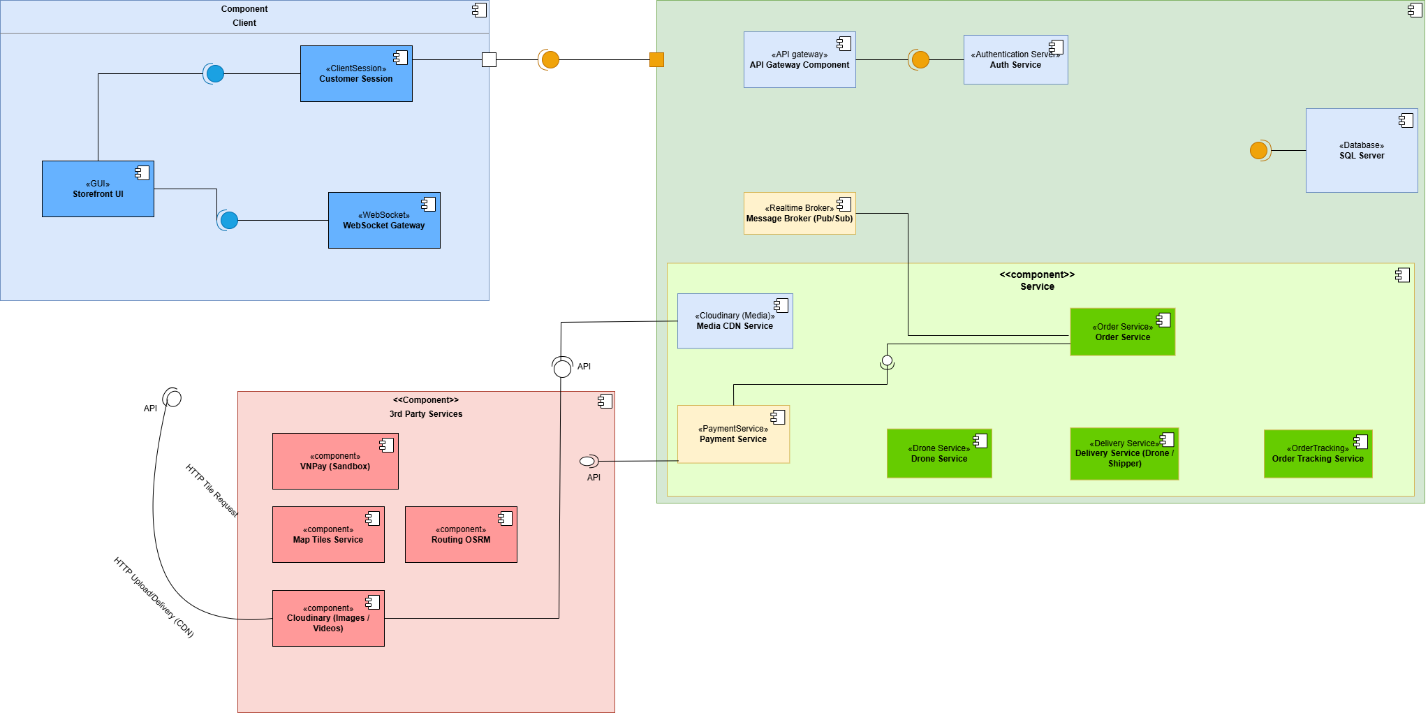 Component
Client
«ClientSession»
Customer Session
«GUI»
Storefront UI
«WebSocket»
WebSocket Gateway
«API gateway»
API Gateway Component
«Authentication Server»
Auth Service
«Database»
SQL Server
«Realtime Broker»
Message Broker (Pub/Sub)
<<component>>
Service
«Cloudinary (Media)»
Media CDN Service
«Order Service»
Order Service
«PaymentService»
Payment Service
«Drone Service»
Drone Service
«Delivery Service»
Delivery Service (Drone /
Shipper)
«OrderTracking»
Order Tracking Service
API
API
API
HTTP Tile Request
HTTP Upload/Delivery (CDN)
<<Component>>
3rd Party Services
«component»
VNPay (Sandbox)
«component»
Map Tiles Service
«component»
Routing OSRM
«component»
Cloudinary (Images /
Videos)